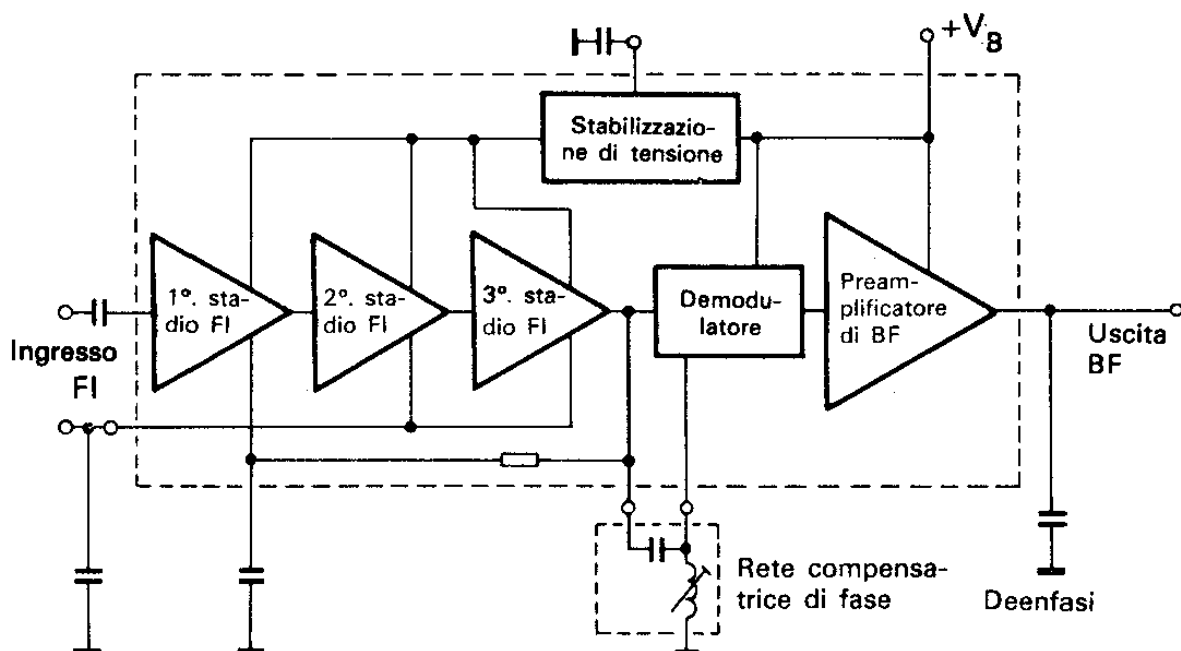 +V_B
Stabilizzazio-
ne di tensione
1°. sta-
dio FI
2°. sta-
dio FI
3°. sta-
dio FI
Demodu-
latore
Pream-
plificatore
di BF
Ingresso
FI
Uscita
BF
Rete compensa-
trice di fase
Deenfasi